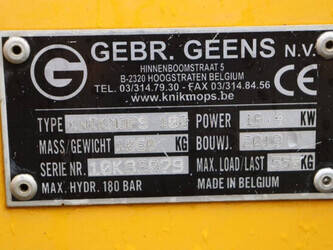 G GEBR. GEENS N.V.
HINNENBOOMSTRAAT 5
B-2320 HOOGSTRATEN BELGIUM
TEL. 03/314.79.30 - FAX 03/314.84.56
www.knikmops.be CE
TYPE KNIKMOPS POWER KW
MASS/GEWICHT KG BOUWJ.
SERIE NR. MAX. LOAD/LAST KG
MAX. HYDR. 180 BAR MADE IN BELGIUM